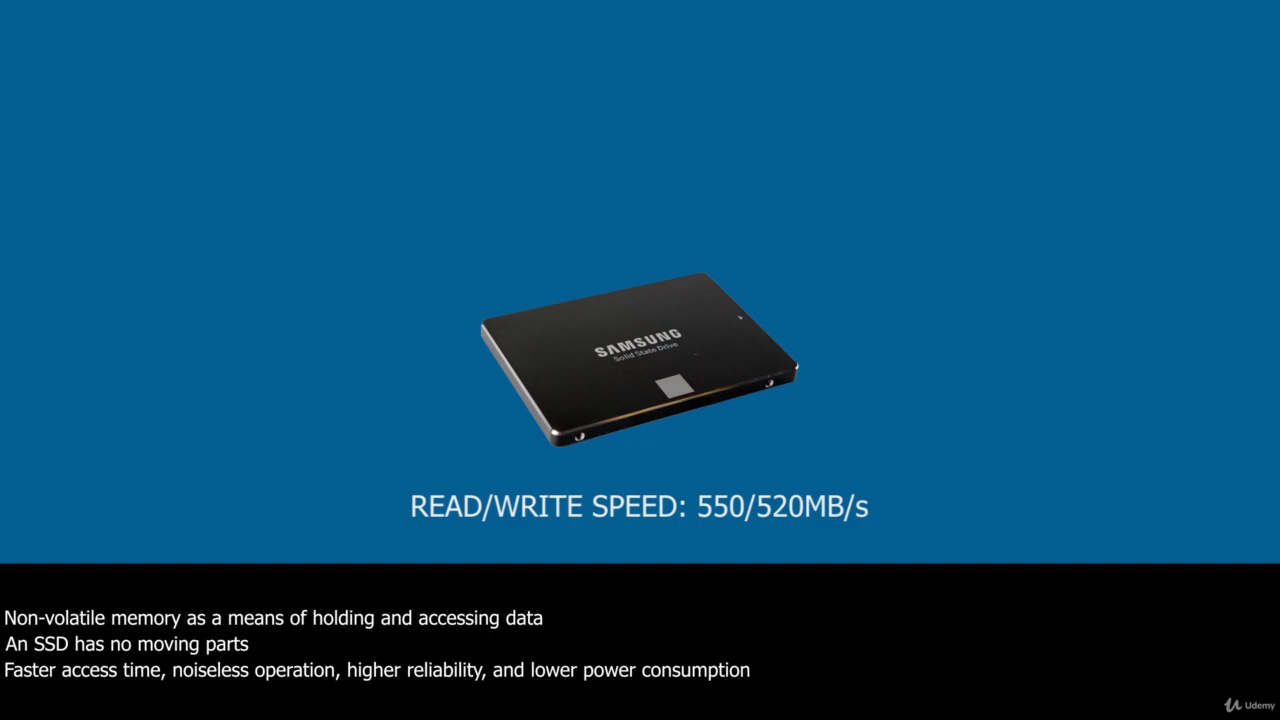 SAMSUNG
Solid State Drive
READ/WRITE SPEED: 550/520MB/s
Non-volatile memory as a means of holding and accessing data
An SSD has no moving parts
Faster access time, noiseless operation, higher reliability, and lower power consumption
Udemy